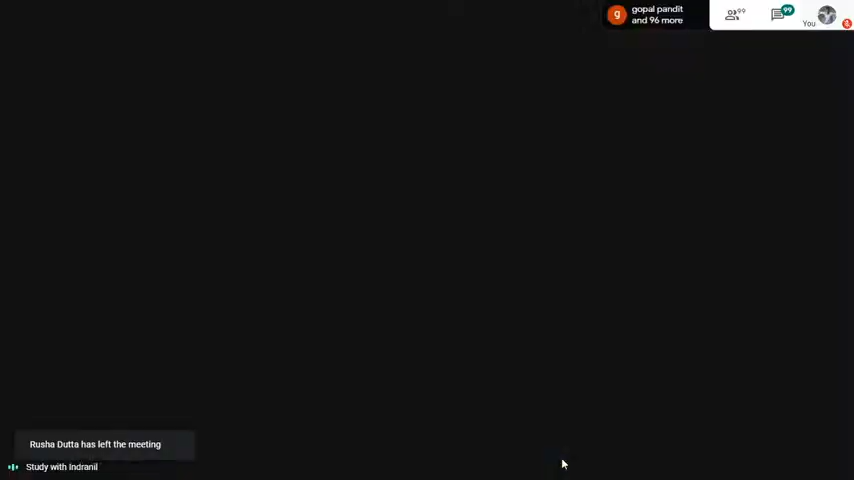 gopal pandit
and 96 more
g
99
99
You
Rusha Dutta has left the meeting
Study with Indranil